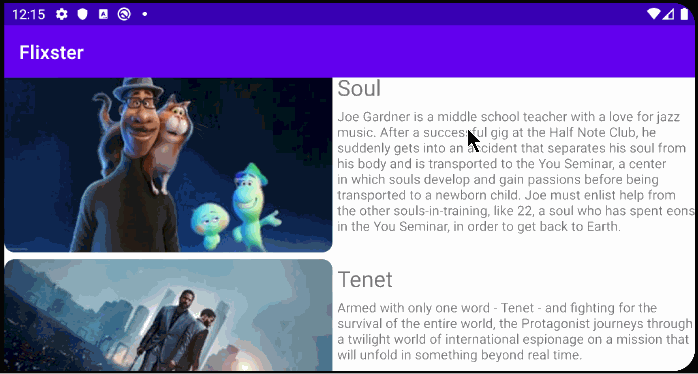 12:15
Flixster
Soul
Joe Gardner is a middle school teacher with a love for jazz
music. After a successful gig at the Half Note Club, he
suddenly gets into an accident that separates his soul from
his body and is transported to the You Seminar, a center
in which souls develop and gain passions before being
transported to a newborn child. Joe must enlist help from
the other souls-in-training, like 22, a soul who has spent eons
in the You Seminar, in order to get back to Earth.
Tenet
Armed with only one word - Tenet - and fighting for the
survival of the entire world, the Protagonist journeys through
a twilight world of international espionage on a mission that
will unfold in something beyond real time.